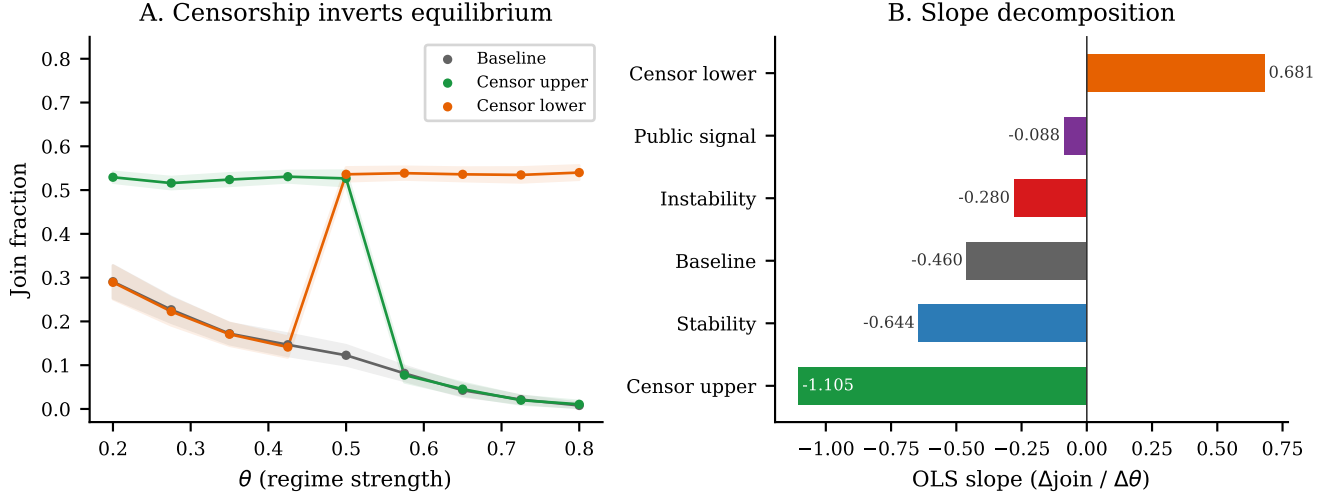 A. Censorship inverts equilibrium
Baseline
Censor upper
Censor lower
Join fraction
0.8
0.7
0.6
0.5
0.4
0.3
0.2
0.1
0.0
0.2 0.3 0.4 0.5 0.6 0.7 0.8
θ (regime strength)
B. Slope decomposition
Censor lower 0.681
Public signal -0.088
Instability -0.280
Baseline -0.460
Stability -0.644
Censor upper -1.105
−1.00 −0.75 −0.50 −0.25 0.00 0.25 0.50 0.75
OLS slope (Δjoin / Δθ)